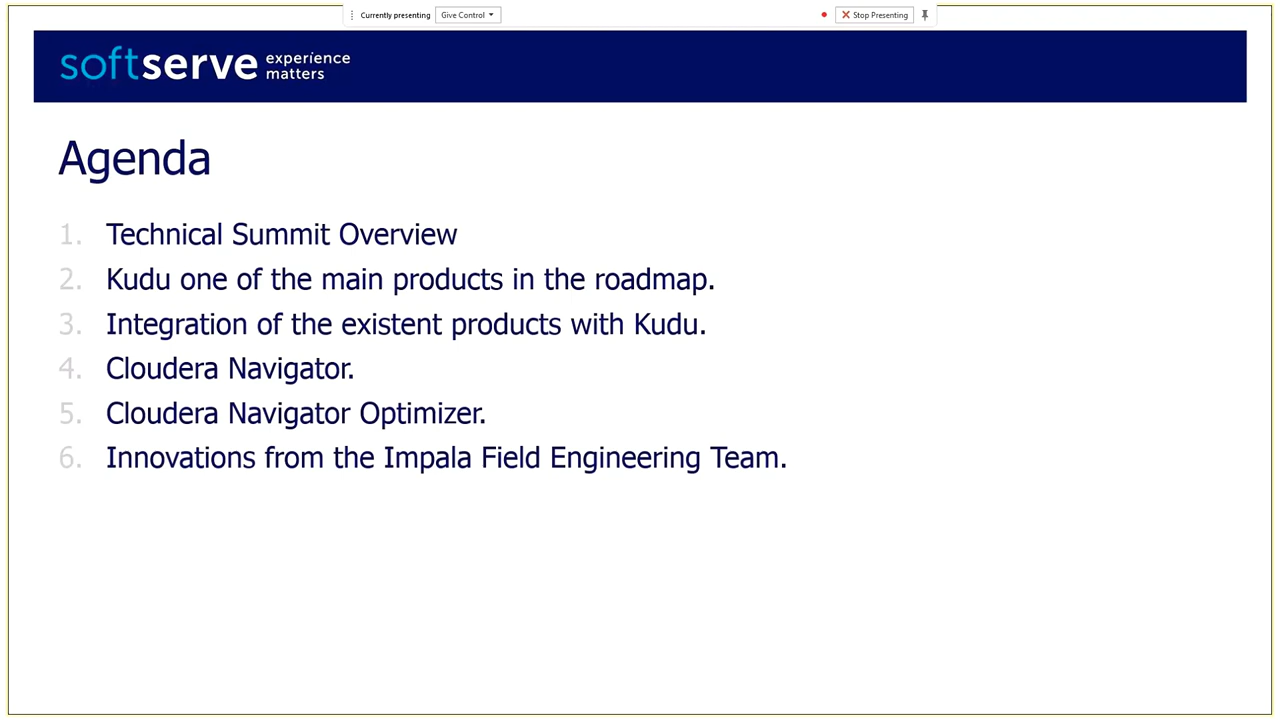 Currently presenting Give Control Stop Presenting
softserve experience
matters
Agenda
1. Technical Summit Overview
2. Kudu one of the main products in the roadmap.
3. Integration of the existent products with Kudu.
4. Cloudera Navigator.
5. Cloudera Navigator Optimizer.
6. Innovations from the Impala Field Engineering Team.